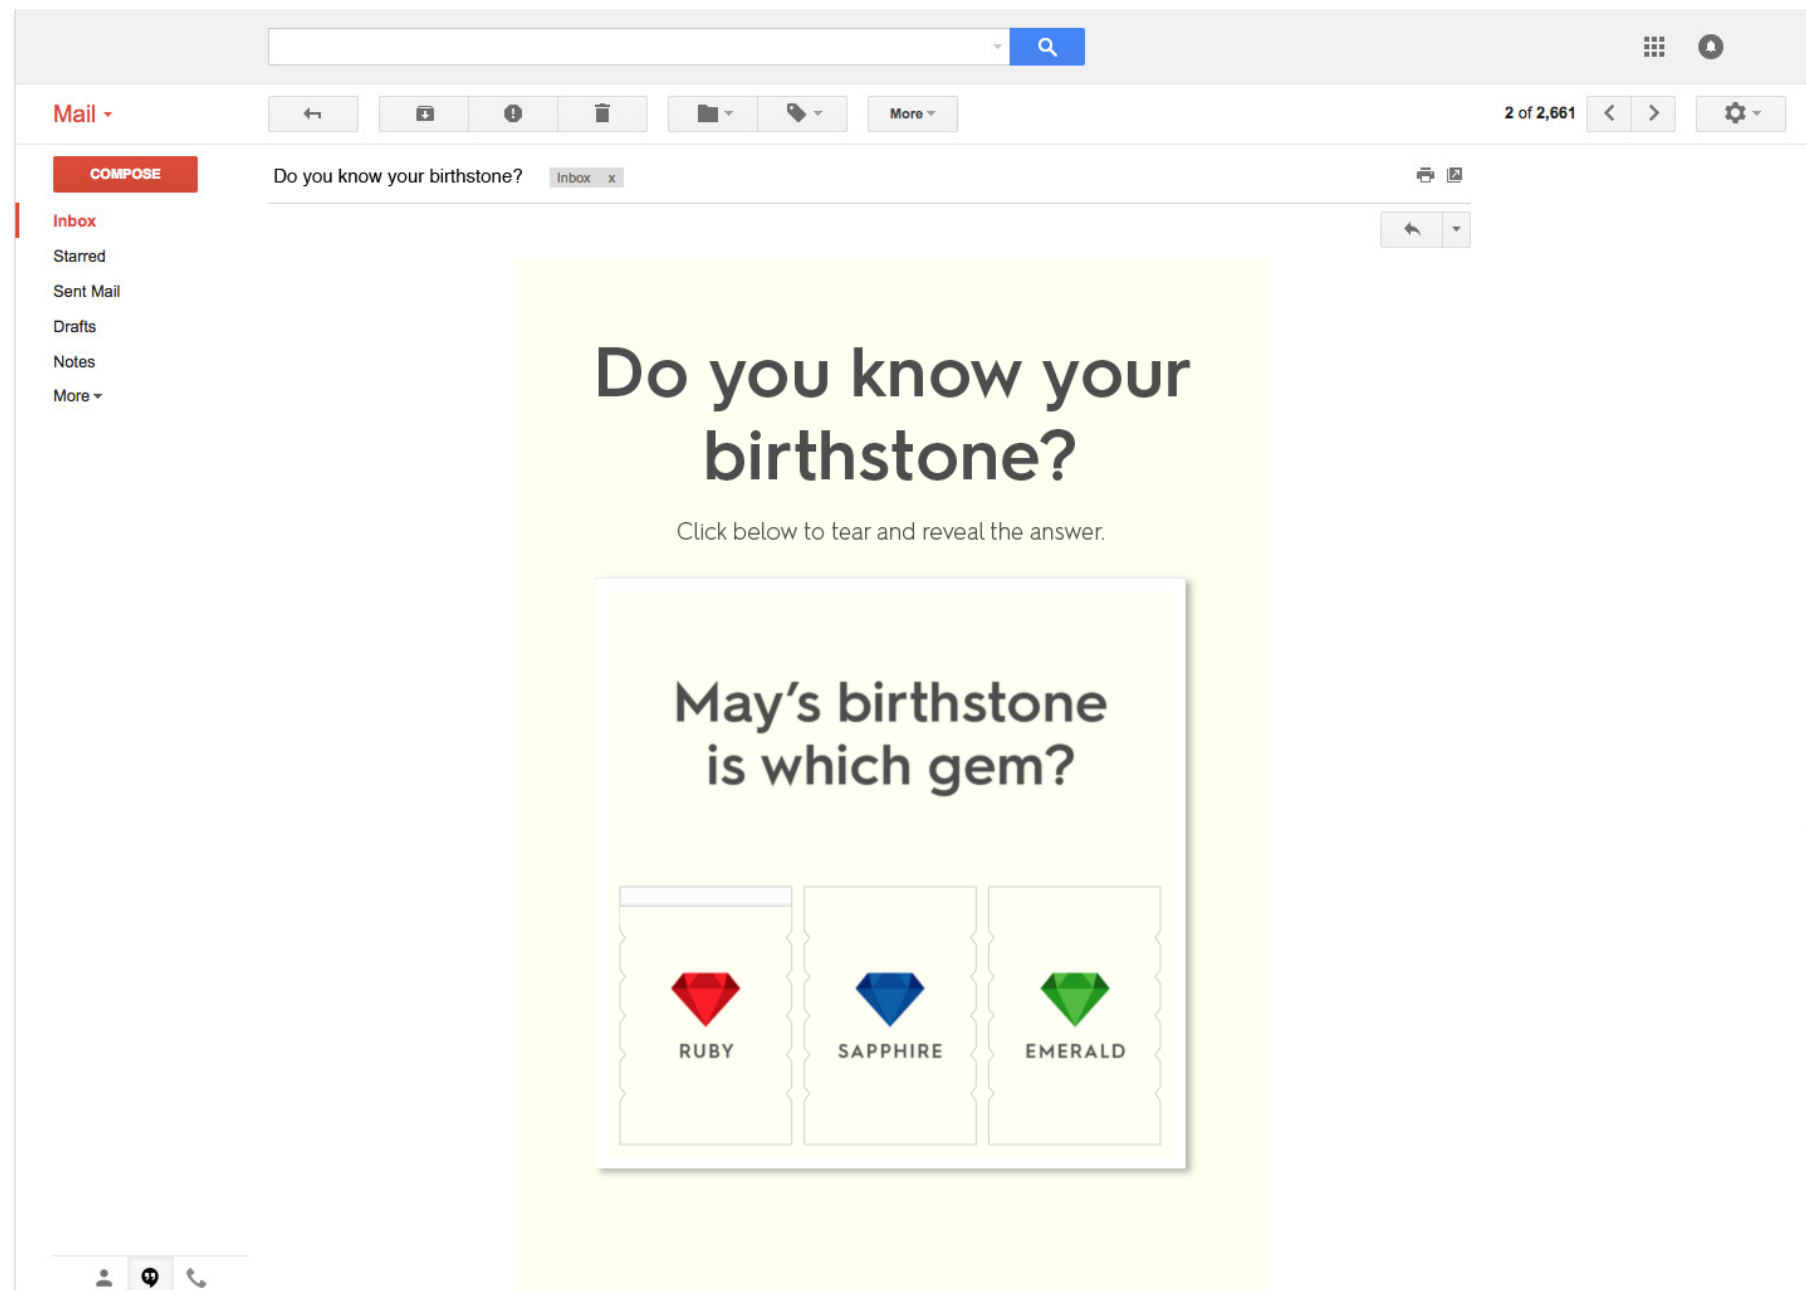 Mail
More
2 of 2,661
COMPOSE
Do you know your birthstone?
Inbox x
Inbox
Starred
Sent Mail
Drafts
Notes
More
Do you know your
birthstone?
Click below to tear and reveal the answer.
May's birthstone
is which gem?
RUBY
SAPPHIRE
EMERALD